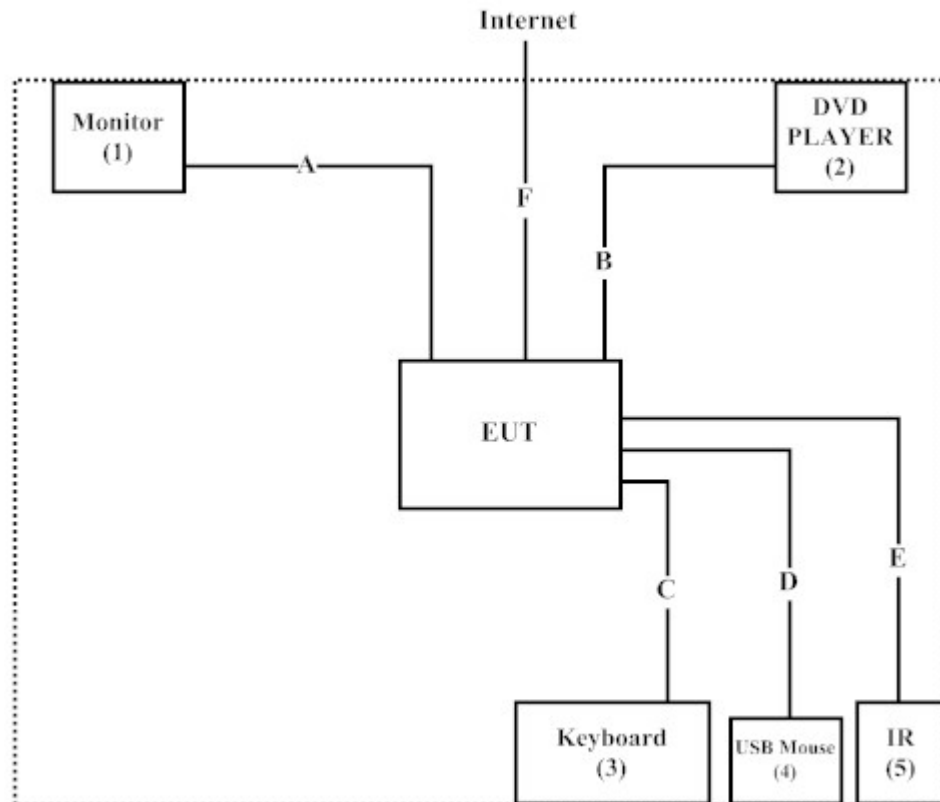 Internet
Monitor
(1)
DVD
PLAYER
(2)
A
F
B
EUT
C
D
E
Keyboard
(3)
USB Mouse
(4)
IR
(5)